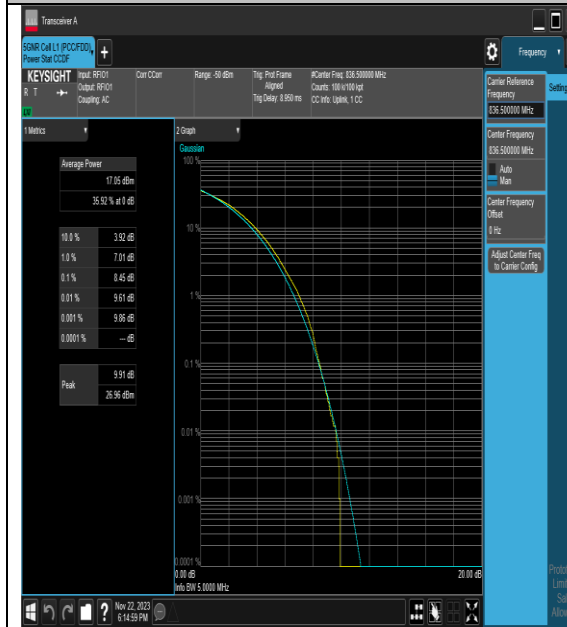 Transceiver A
5GNR Cell L1 (PCC/FDD),
Power Stat CCDF
+
Frequency
KEYSIGHT
R T
Input: RFIO1
Output: RFIO1
Coupling: AC
Corr CCorr
Range: -50 dBm
Trig: Prot Frame
Aligned
Trig Delay: 8.950 ms
#Center Freq: 836.500000 MHz
Counts: 100 k/100 kpt
CC Info: Uplink, 1 CC
1 Metrics
Average Power
17.05 dBm
35.92 % at 0 dB
10.0 % 3.92 dB
1.0 % 7.01 dB
0.1 % 8.45 dB
0.01 % 9.61 dB
0.001 % 9.86 dB
0.0001 % --- dB
Peak
9.91 dB
26.96 dBm
2 Graph
Gaussian
100 %
10 %
1 %
0.1 %
0.01 %
0.001 %
0.0001 %
0.00 dB
20.00 dB
Info BW 5.0000 MHz
Carrier Reference
Frequency
836.500000 MHz
Center Frequency
836.500000 MHz
Auto
Man
Center Frequency
Offset
0 Hz
Adjust Center Freq
to Carrier Config
Nov 22, 2023
6:14:59 PM